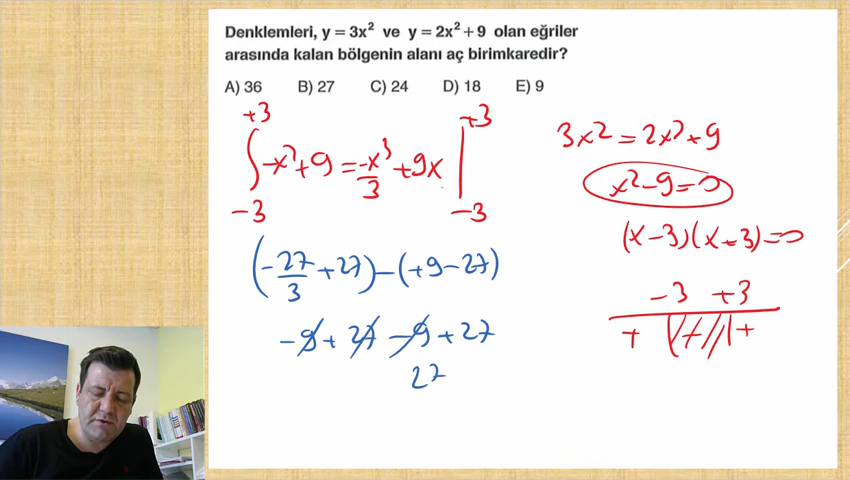 Denklemleri, y = 3x² ve y = 2x² + 9 olan eğriler
arasında kalan bölgenin alanı aç birimkaredir?
A) 36 B) 27 C) 24 D) 18 E) 9
+3 +3
∫ -x² + 9 = -x³/3 + 9x |
-3 -3
(-27/3 + 27) - (+9 - 27)
-9 + 27 - 9 + 27
27
3x² = 2x² + 9
x² - 9 = 0
(x - 3)(x + 3) = 0
-3 +3
+ - +